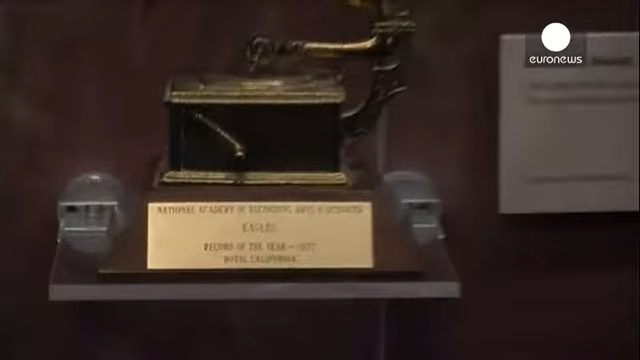 euronews
NATIONAL ACADEMY OF RECORDING ARTS & SCIENCES
EAGLES
RECORD OF THE YEAR - 1977
HOTEL CALIFORNIA